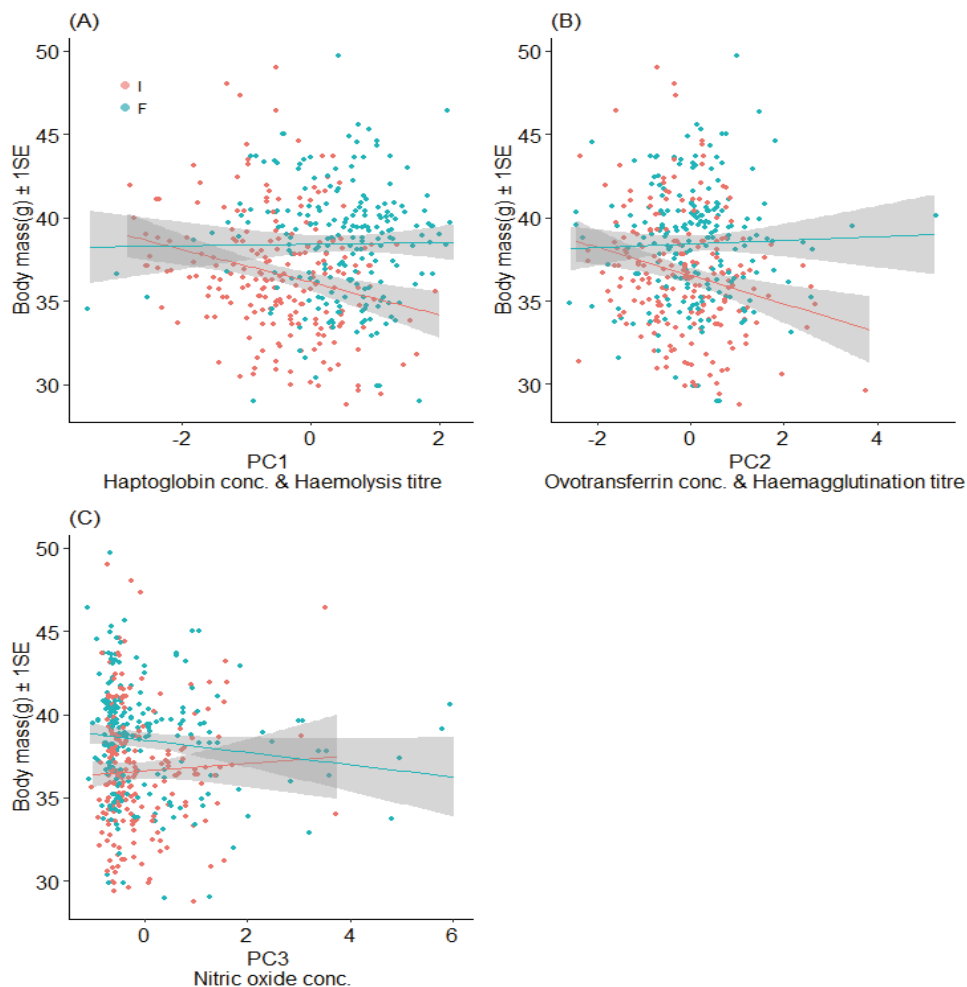 (A)
50
45
40
35
30
Body mass(g) ± 1SE
I
F
-2
0
2
PC1
Haptoglobin conc. & Haemolysis titre
(B)
50
45
40
35
30
Body mass(g) ± 1SE
-2
0
2
4
PC2
Ovotransferrin conc. & Haemagglutination titre
(C)
50
45
40
35
30
Body mass(g) ± 1SE
0
2
4
6
PC3
Nitric oxide conc.